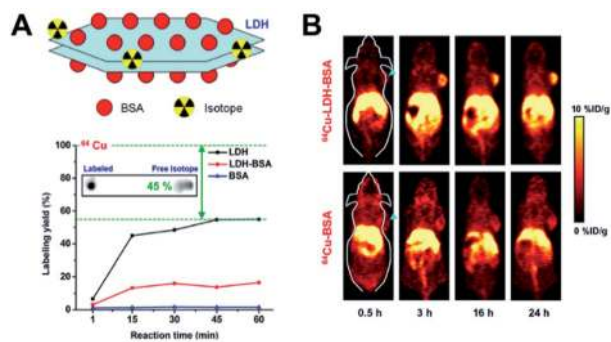 A
LDH
BSA
Isotope
Labeling yield (%)
100
80
60
40
20
0
⁶⁴Cu
Labeled
Free Isotope
45 %
LDH
LDH-BSA
BSA
1
15
30
45
60
Reaction time (min)
B
⁶⁴Cu-LDH-BSA
⁶⁴Cu-BSA
0.5 h
3 h
16 h
24 h
10 %ID/g
0 %ID/g